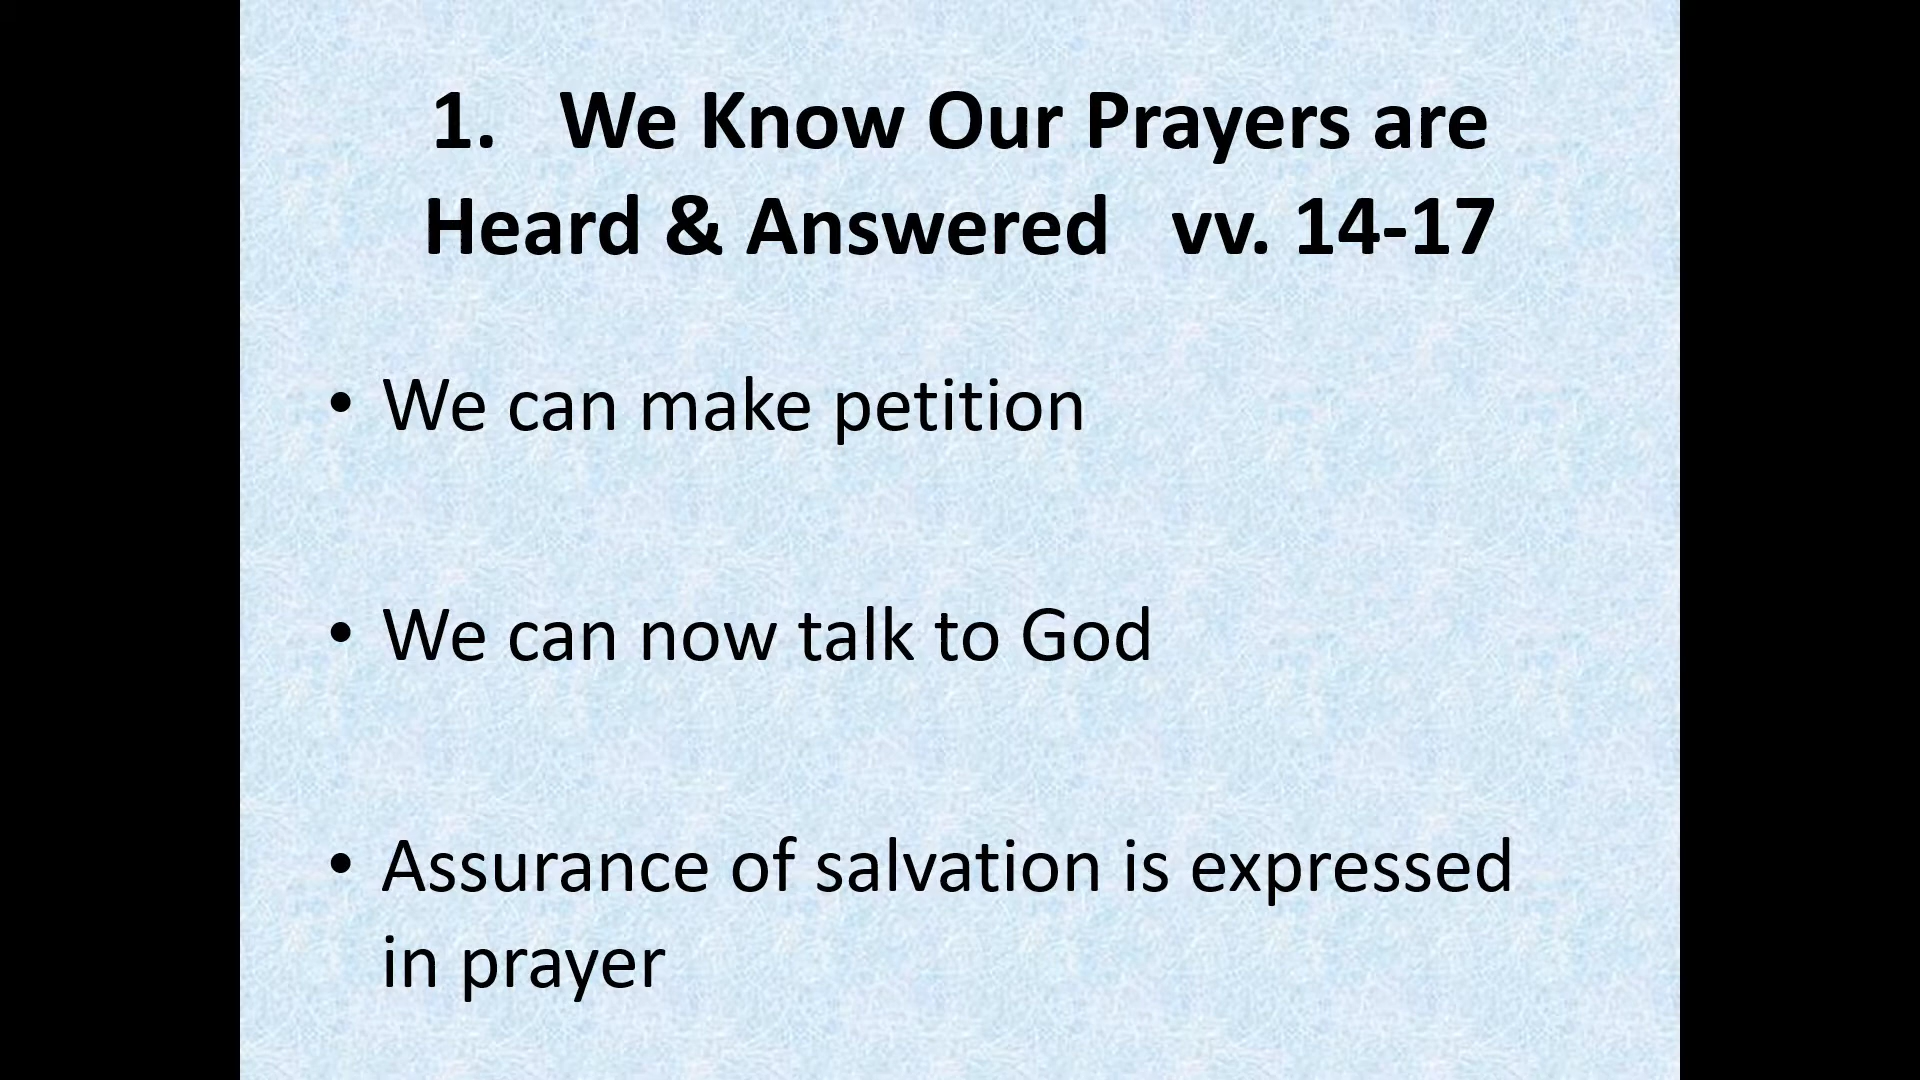 1. We Know Our Prayers are
Heard & Answered vv. 14-17
• We can make petition
• We can now talk to God
• Assurance of salvation is expressed
in prayer